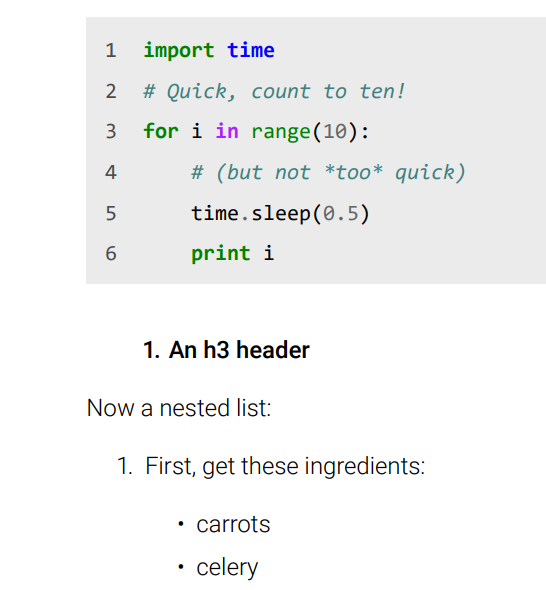 1 import time
2 # Quick, count to ten!
3 for i in range(10):
4     # (but not *too* quick)
5     time.sleep(0.5)
6     print i
1. An h3 header
Now a nested list:
1. First, get these ingredients:
• carrots
• celery